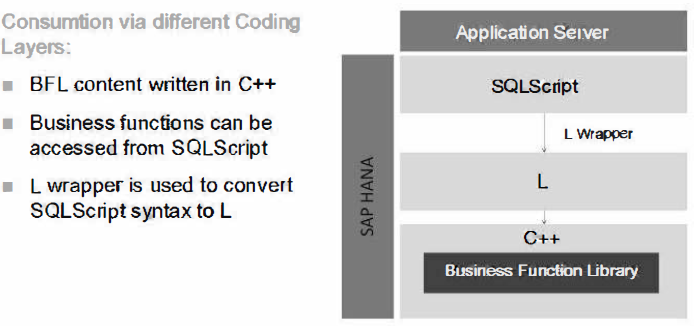 Consumtion via different Coding
Layers:
BFL content written in C++
Business functions can be
accessed from SQLScript
L wrapper is used to convert
SQLScript syntax to L
Application Server
SAP HANA
SQLScript
L Wrapper
L
C++
Business Function Library